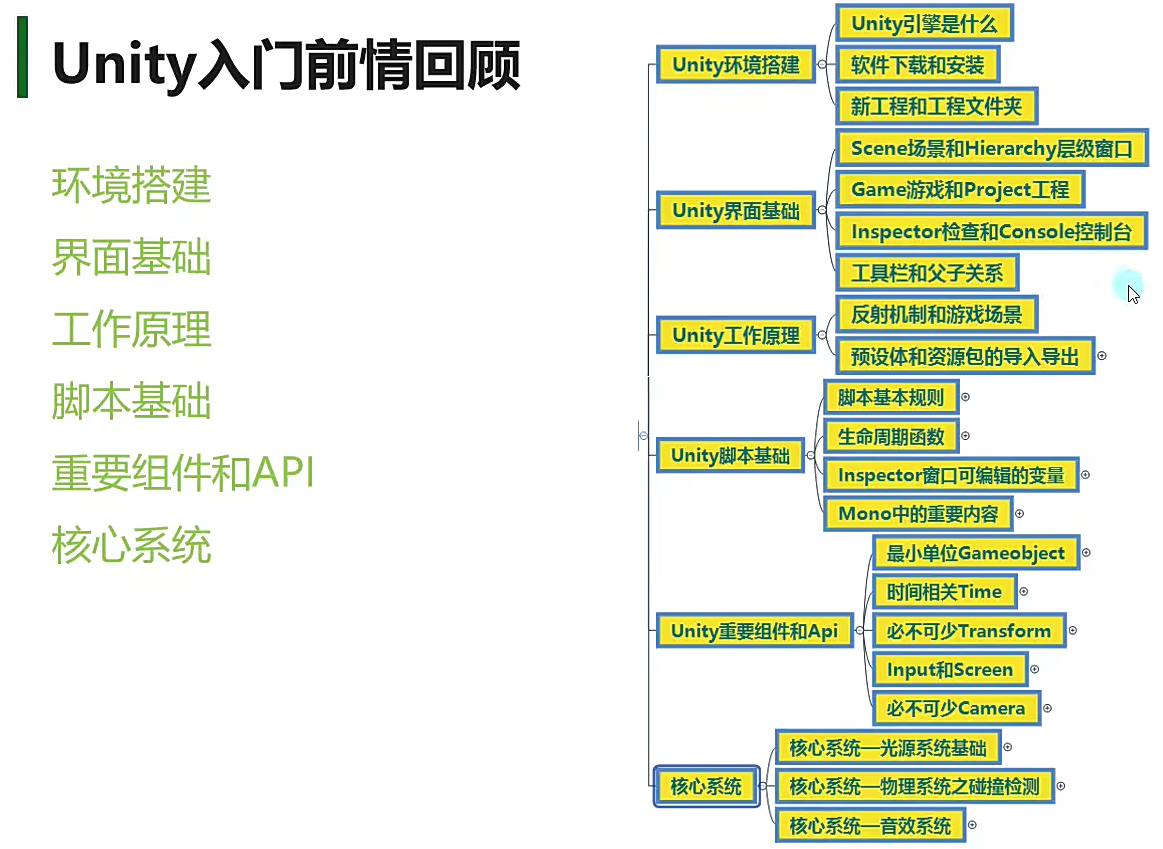 Unity入门前情回顾
环境搭建
界面基础
工作原理
脚本基础
重要组件和API
核心系统
Unity环境搭建
Unity引擎是什么
软件下载和安装
新工程和工程文件夹
Unity界面基础
Scene场景和Hierarchy层级窗口
Game游戏和Project工程
Inspector检查和Console控制台
工具栏和父子关系
Unity工作原理
反射机制和游戏场景
预设体和资源包的导入导出
Unity脚本基础
脚本基本规则
生命周期函数
Inspector窗口可编辑的变量
Mono中的重要内容
Unity重要组件和Api
最小单位Gameobject
时间相关Time
必不可少Transform
Input和Screen
必不可少Camera
核心系统
核心系统—光源系统基础
核心系统—物理系统之碰撞检测
核心系统—音效系统